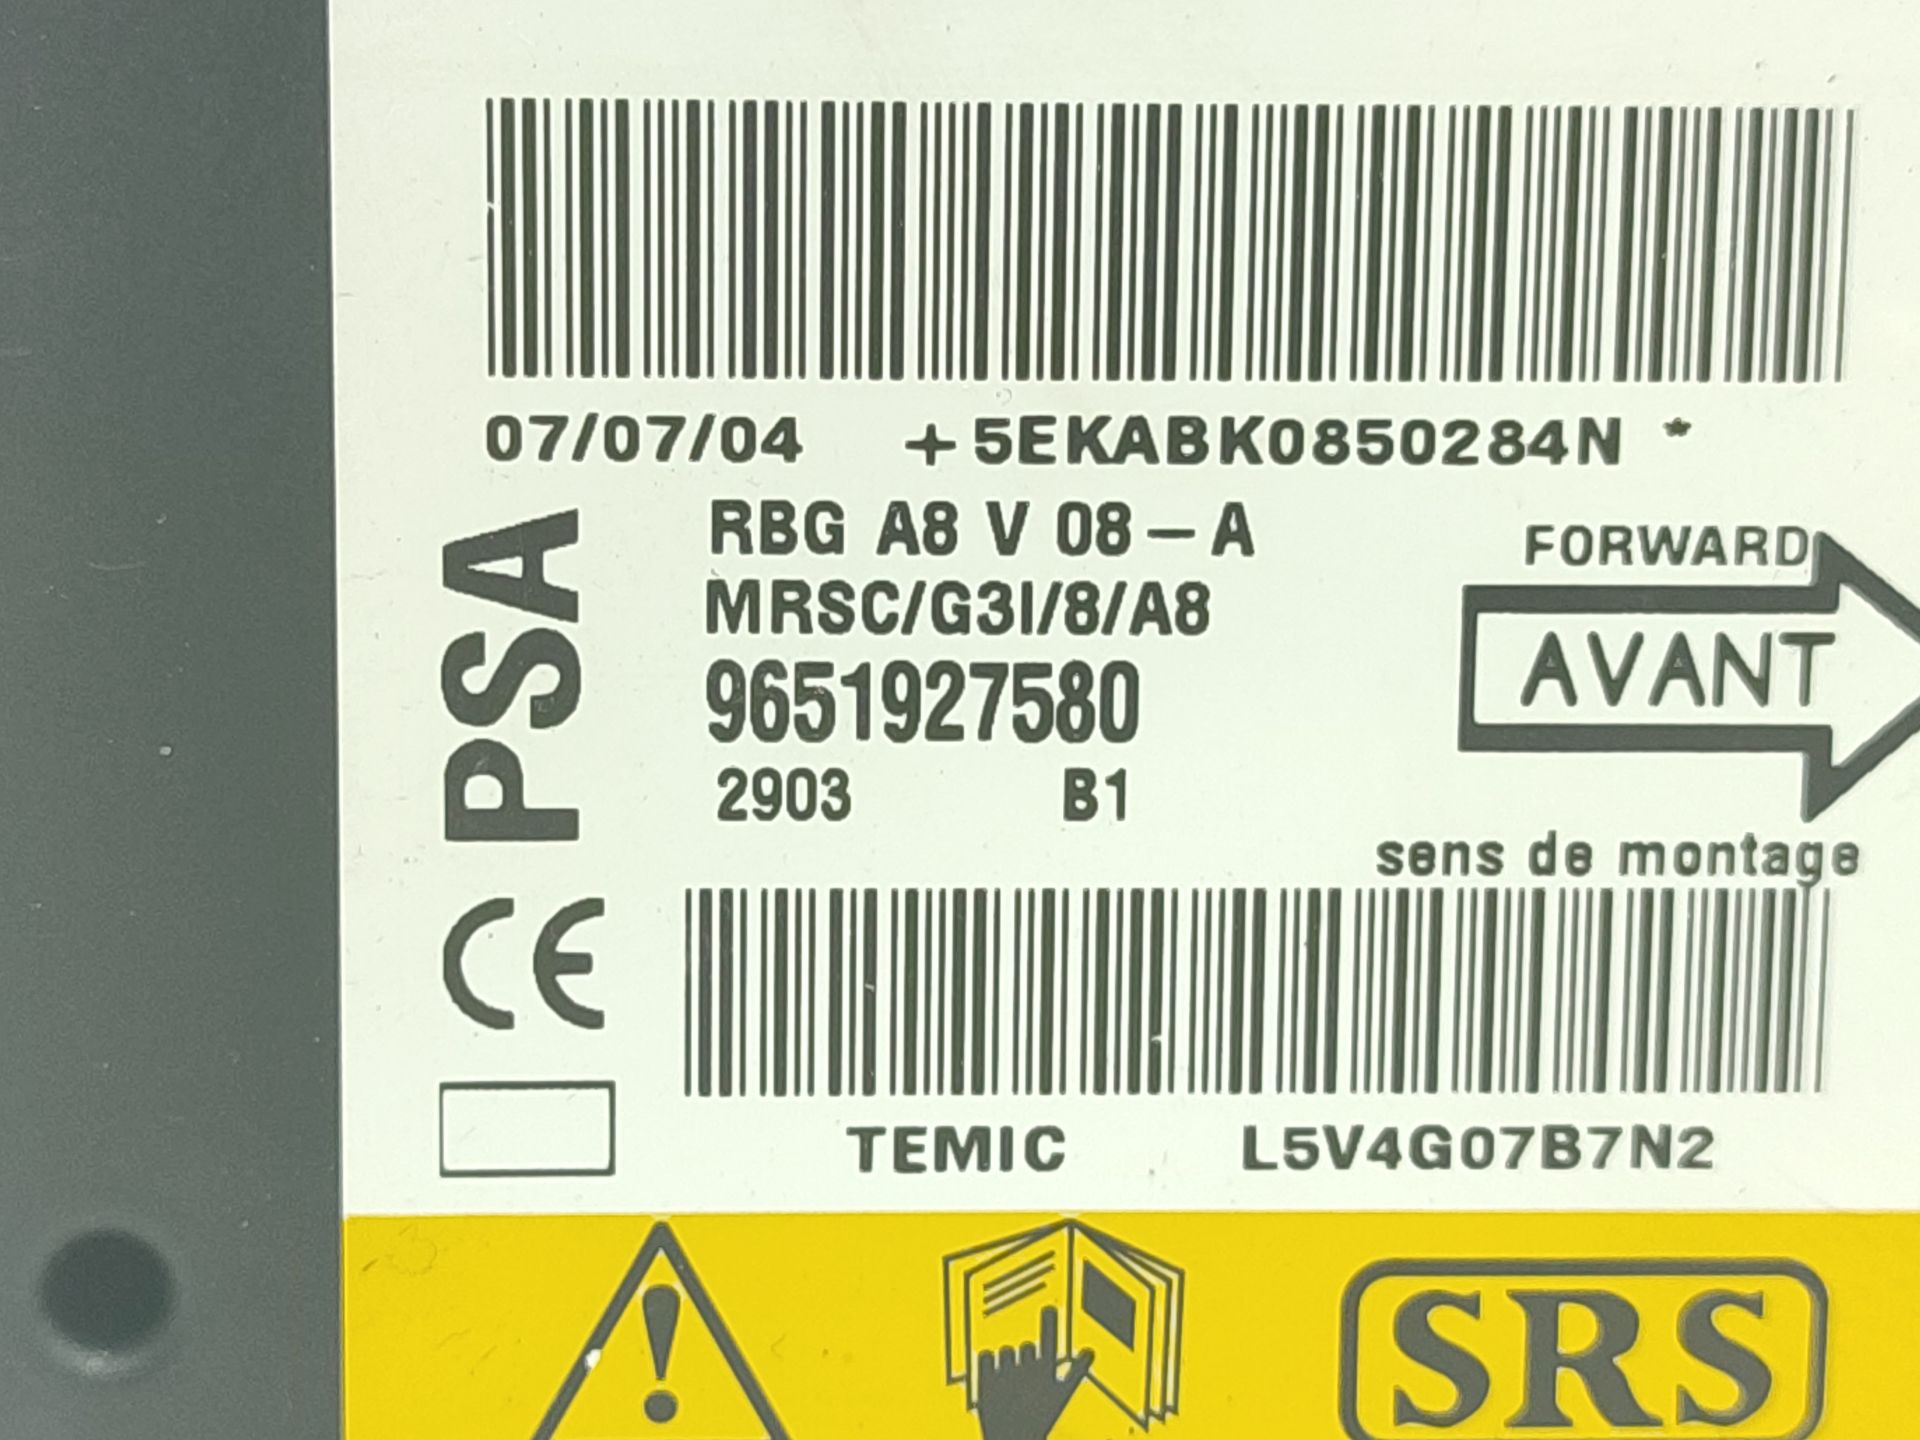 07/07/04 +5EKABK0850284N *
RBG A8 V 08-A
MRSC/G3I/8/A8
9651927580
2903 B1
PSA
CE
FORWARD
AVANT
sens de montage
TEMIC L5V4G07B7N2
SRS